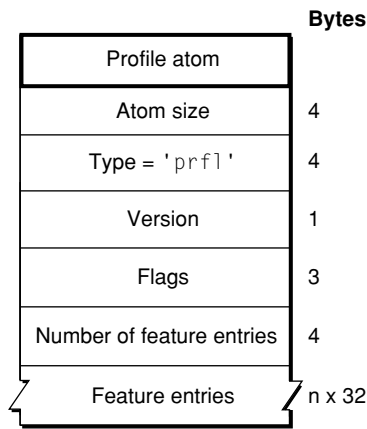 Bytes
Profile atom
Atom size 4
Type = 'prfl' 4
Version 1
Flags 3
Number of feature entries 4
Feature entries n x 32